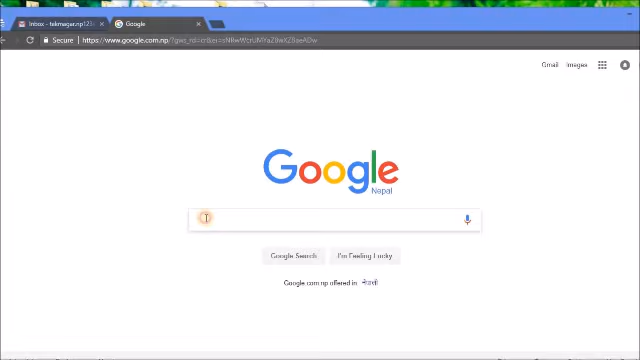 Inbox - tekmagar.np123
Google
Secure
https://www.google.com.np/?gws_rd=cr&ei=sNRwWcnJMYaZ8wKZ8aeADw
Gmail Images
Google
Nepal
Google Search I'm Feeling Lucky
Google.com.np offered in: नेपाली